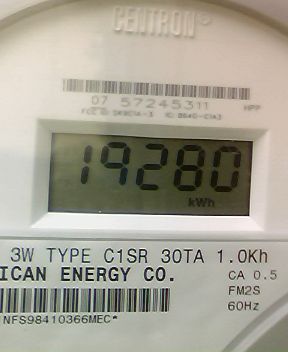 CENTRON
07 57245311
HPP
19280
kWh
3W TYPE C1SR 30TA 1.0Kh
ICAN ENERGY CO.
CA 0.5
FM2S
60Hz
NFS98410366MEC*